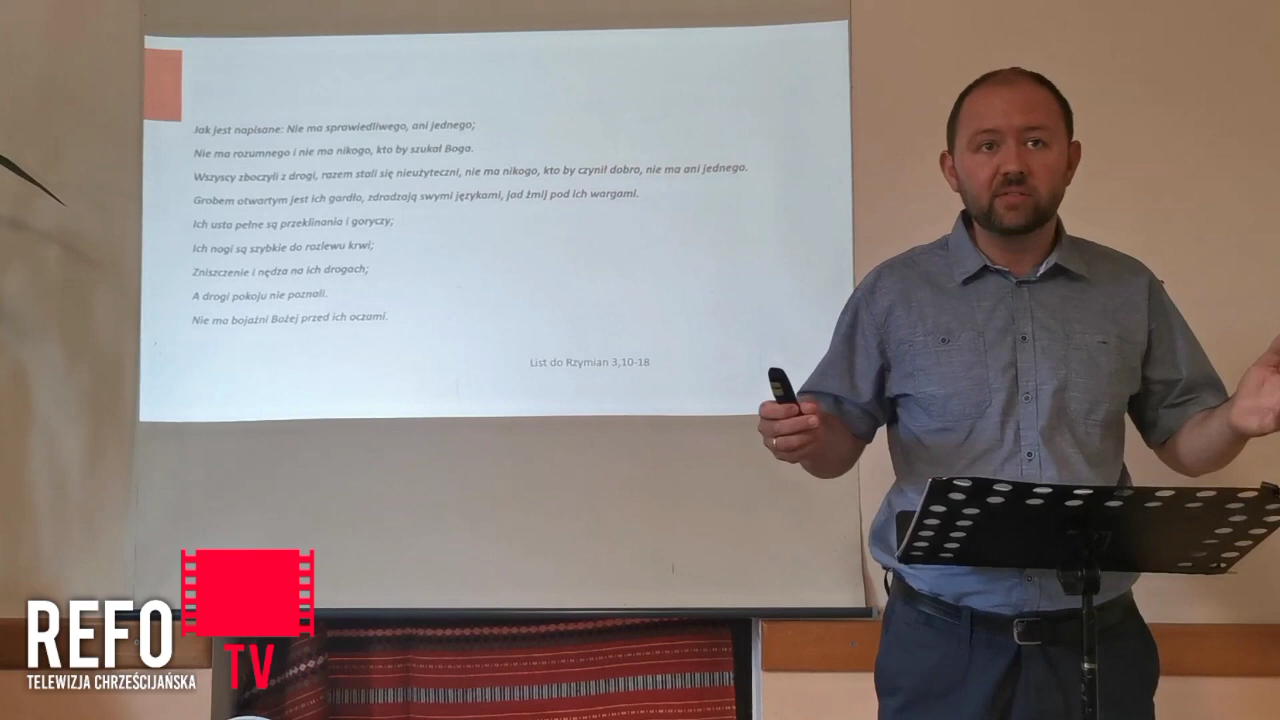 Jak jest napisane: Nie ma sprawiedliwego, ani jednego;
Nie ma rozumnego i nie ma nikogo, kto by szukał Boga.
Wszyscy zboczyli z drogi, razem stali się nieużyteczni, nie ma nikogo, kto by czynił dobro, nie ma ani jednego.
Grobem otwartym jest ich gardło, zdradzają swymi językami, jad żmij pod ich wargami.
Ich usta pełne są przeklinania i goryczy;
Ich nogi są szybkie do rozlewu krwi;
Zniszczenie i nędza na ich drogach;
A drogi pokoju nie poznali.
Nie ma bojaźni Bożej przed ich oczami.
List do Rzymian 3,10-18
REFO
TV
TELEWIZJA CHRZEŚCIJAŃSKA